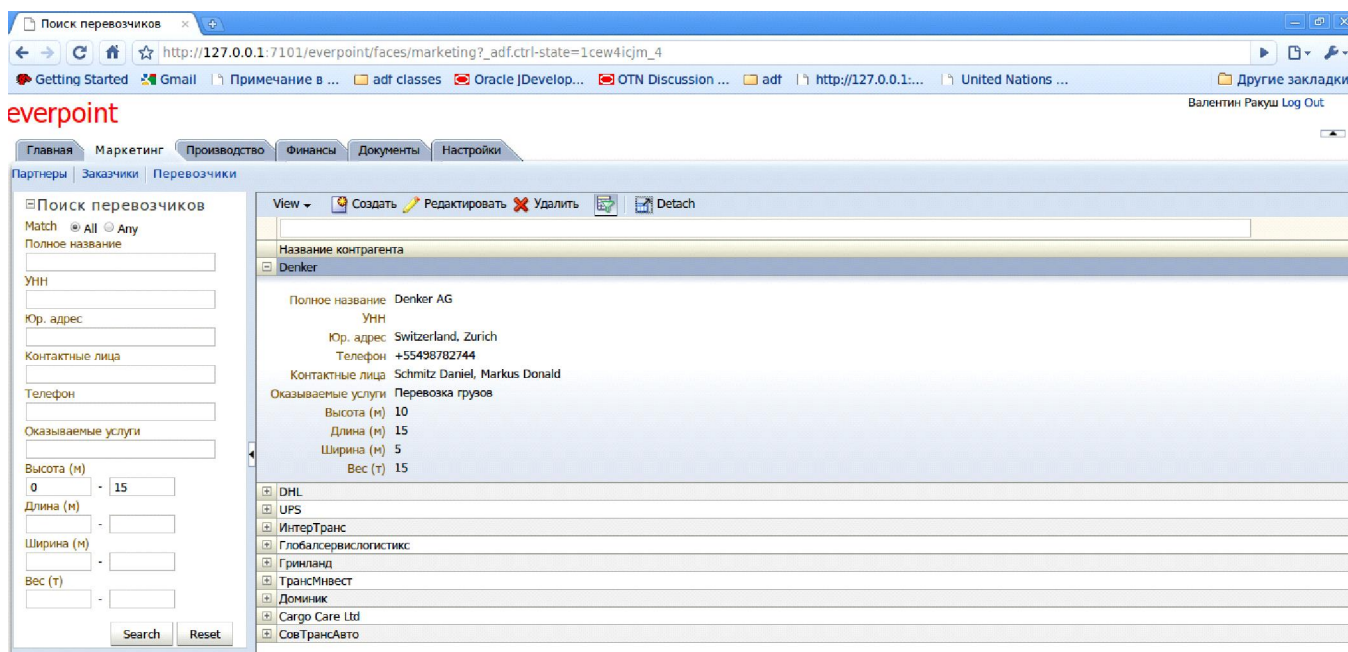 Поиск перевозчиков
http://127.0.0.1:7101/everpoint/faces/marketing?_adf.ctrl-state=1cew4icjm_4
Getting Started Gmail Примечание в ... adf classes Oracle JDevelop... OTN Discussion ... adf http://127.0.0.1:... United Nations ... Другие закладки
Валентин Ракуш Log Out
everpoint
Главная Маркетинг Производство Финансы Документы Настройки
Партнеры Заказчики Перевозчики
Поиск перевозчиков
Match All Any
Полное название
УНН
Юр. адрес
Контактные лица
Телефон
Оказываемые услуги
Высота (м)
0 - 15
Длина (м)
-
Ширина (м)
-
Вес (т)
-
Search Reset
View Создать Редактировать Удалить Detach
Название контрагента
Denker
Полное название Denker AG
УНН
Юр. адрес Switzerland, Zurich
Телефон +55498782744
Контактные лица Schmitz Daniel, Markus Donald
Оказываемые услуги Перевозка грузов
Высота (м) 10
Длина (м) 15
Ширина (м) 5
Вес (т) 15
DHL
UPS
ИнтерТранс
Глобалсервислогистикс
Гринланд
ТрансМнвест
Доминик
Cargo Care Ltd
СовТрансАвто